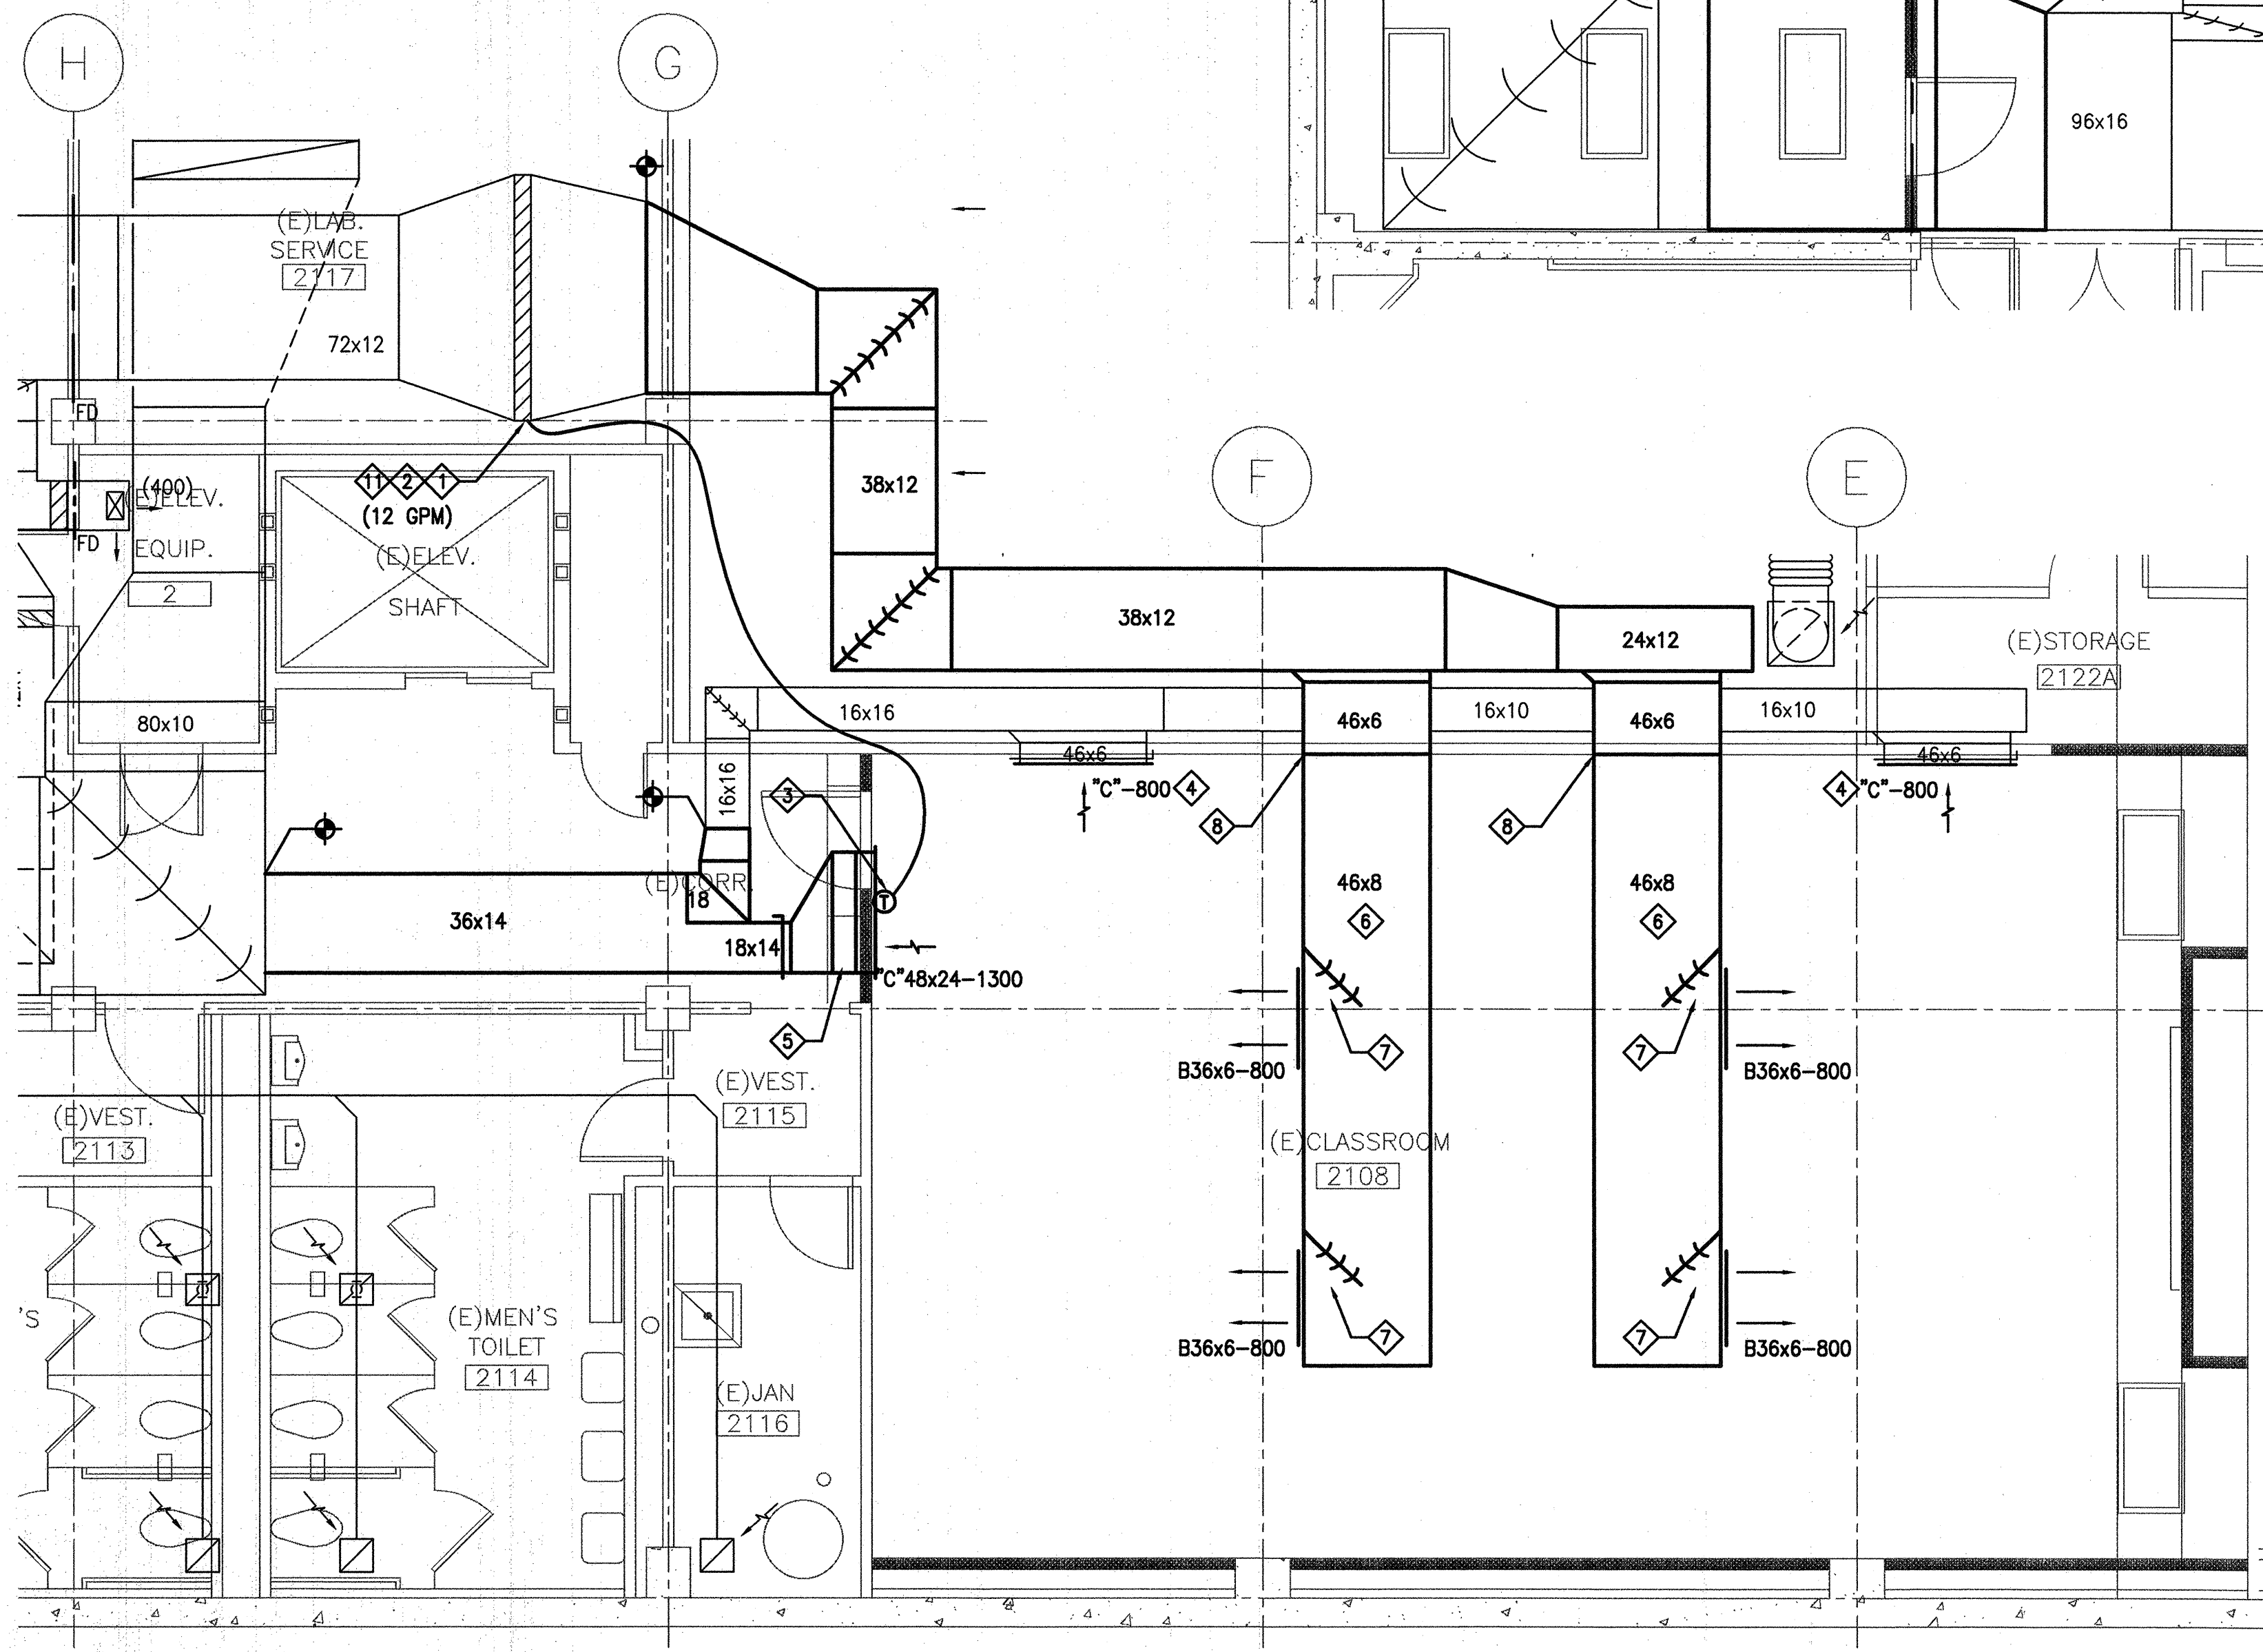 H
G
96x16
(E)LAB.
SERVICE
2117
72x12
FD
F
E
11
2
1
(12 GPM)
38x12
(400)
(E)ELEV.
FD
EQUIP.
2
(E)ELEV.
SHAFT
38x12
24x12
(E)STORAGE
2122A
80x10
16x16
46x6
16x10
46x6
16x10
46x6
46x6
16x16
3
"C"-800
4
4
"C"-800
8
8
(E)CORR.
18
46x8
46x8
36x14
18x14
T
6
6
"C"48x24-1300
5
7
7
B36x6-800
B36x6-800
(E)VEST.
2115
(E)VEST.
2113
(E)CLASSROOM
2108
'S
(E)MEN'S
TOILET
2114
7
7
B36x6-800
B36x6-800
(E)JAN
2116